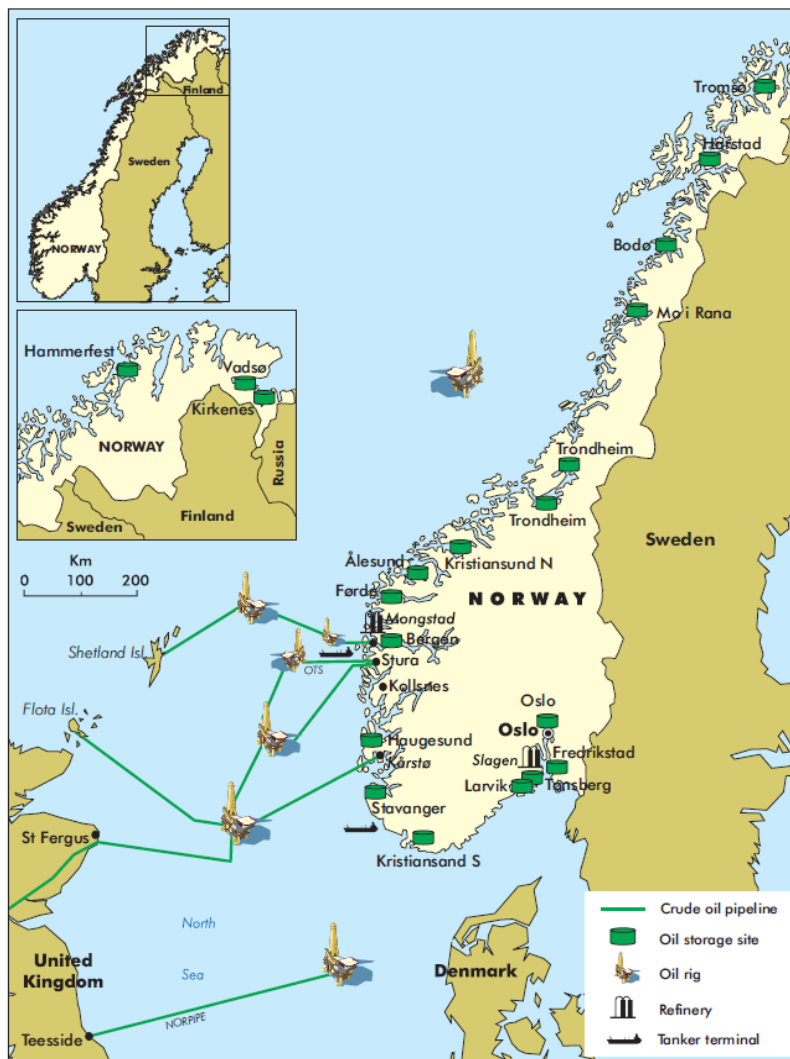 Finland
Sweden
NORWAY
Hammerfest
Vadsø
Kirkenes
NORWAY
Russia
Finland
Sweden
Km
0 100 200
Tromsø
Harstad
Bodø
Mo i Rana
Trondheim
Trondheim
Sweden
Kristiansund N
Ålesund
Førde
NORWAY
Mongstad
Bergen
Shetland Isl.
OTS
Stura
Kollsnes
Flota Isl.
Oslo
Oslo
Haugesund
Kårstø
Slagen
Fredrikstad
Tønsberg
Larvik
Stavanger
St Fergus
Kristiansand S
North
Sea
United
Kingdom
Denmark
NORPIPE
Teesside
Crude oil pipeline
Oil storage site
Oil rig
Refinery
Tanker terminal